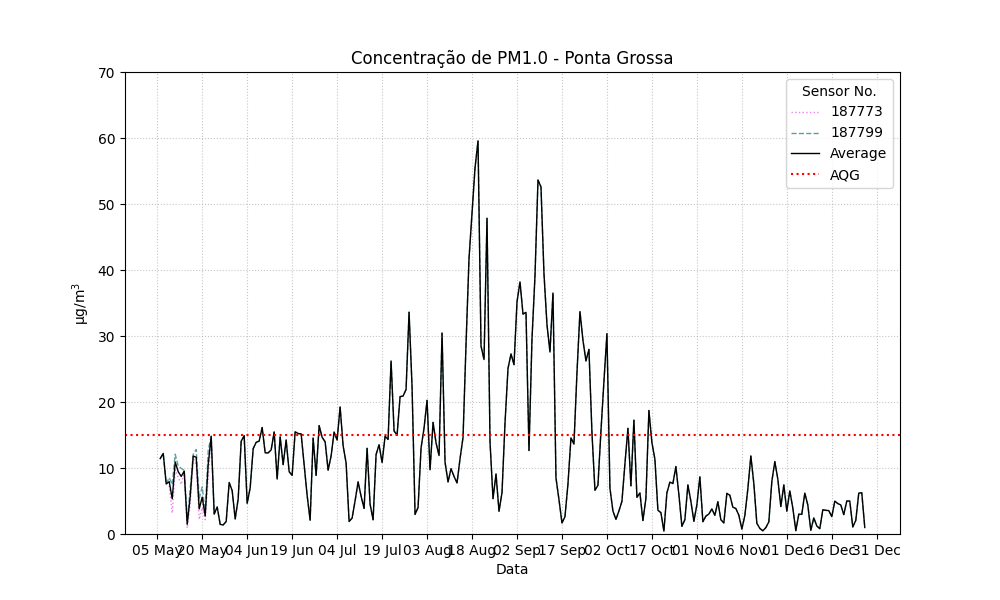 Concentração de PM1.0 - Ponta Grossa
Sensor No.
187773
187799
Average
AQG
µg/m³
70
60
50
40
30
20
10
0
05 May 20 May 04 Jun 19 Jun 04 Jul 19 Jul 03 Aug 18 Aug 02 Sep 17 Sep 02 Oct 17 Oct 01 Nov 16 Nov 01 Dec 16 Dec 31 Dec
Data